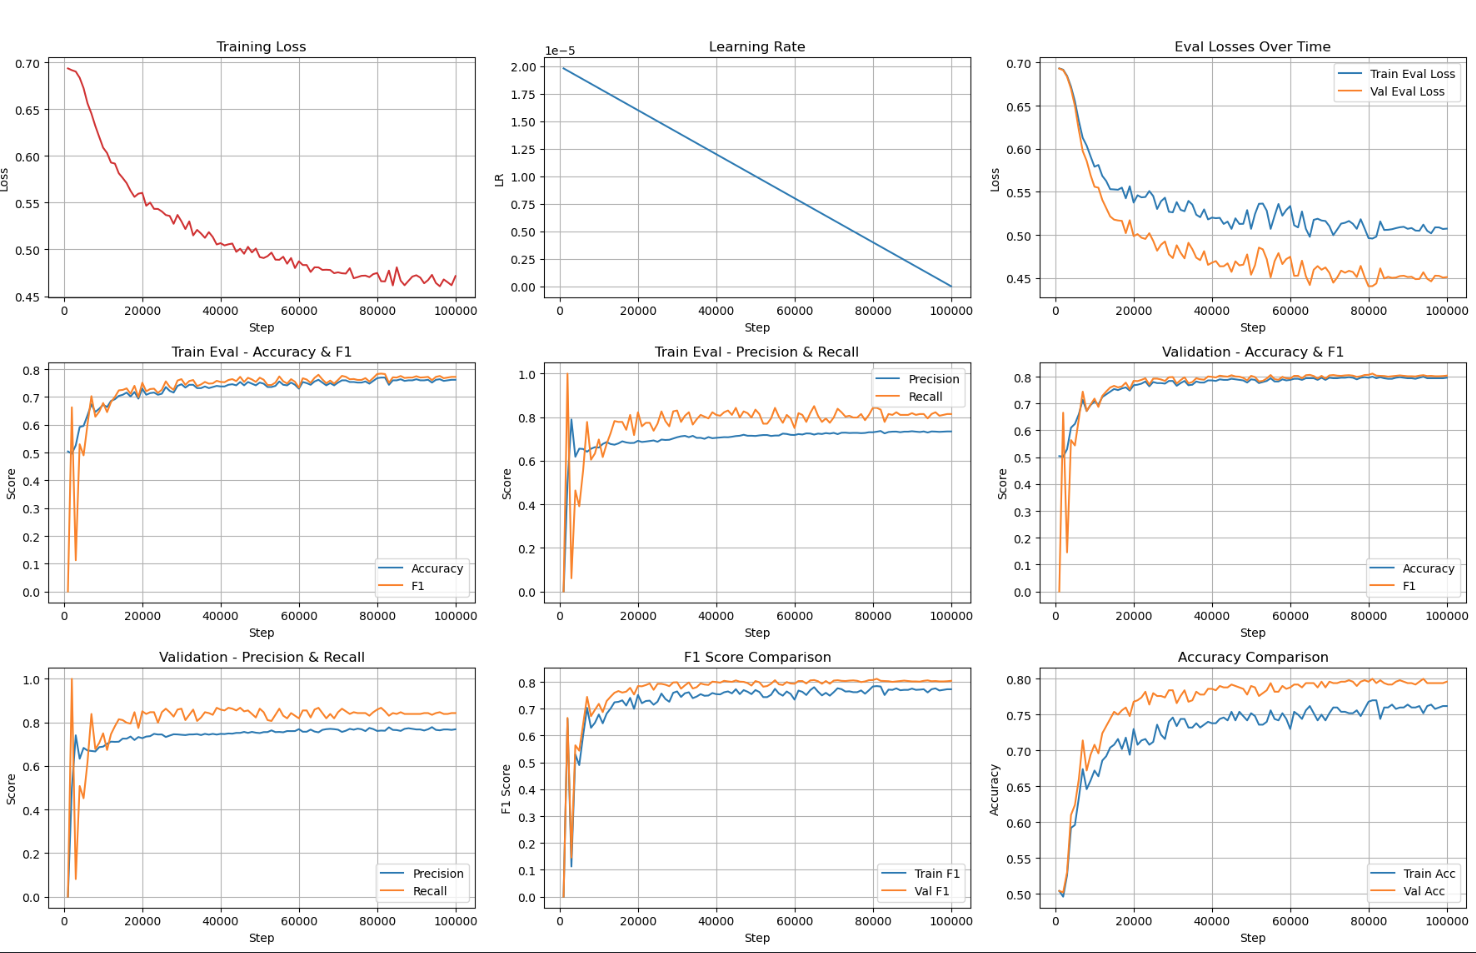 Training Loss
0.70
0.65
0.60
0.55
0.50
0.45
Loss
0 20000 40000 60000 80000 100000
Step
Learning Rate
1e−5
2.00
1.75
1.50
1.25
1.00
0.75
0.50
0.25
0.00
LR
0 20000 40000 60000 80000 100000
Step
Eval Losses Over Time
0.70
0.65
0.60
0.55
0.50
0.45
Loss
Train Eval Loss
Val Eval Loss
0 20000 40000 60000 80000 100000
Step
Train Eval - Accuracy & F1
0.8
0.7
0.6
0.5
0.4
0.3
0.2
0.1
0.0
Score
Accuracy
F1
0 20000 40000 60000 80000 100000
Step
Train Eval - Precision & Recall
1.0
0.8
0.6
0.4
0.2
0.0
Score
Precision
Recall
0 20000 40000 60000 80000 100000
Step
Validation - Accuracy & F1
0.8
0.7
0.6
0.5
0.4
0.3
0.2
0.1
0.0
Score
Accuracy
F1
0 20000 40000 60000 80000 100000
Step
Validation - Precision & Recall
1.0
0.8
0.6
0.4
0.2
0.0
Score
Precision
Recall
0 20000 40000 60000 80000 100000
Step
F1 Score Comparison
0.8
0.7
0.6
0.5
0.4
0.3
0.2
0.1
0.0
F1 Score
Train F1
Val F1
0 20000 40000 60000 80000 100000
Step
Accuracy Comparison
0.80
0.75
0.70
0.65
0.60
0.55
0.50
Accuracy
Train Acc
Val Acc
0 20000 40000 60000 80000 100000
Step